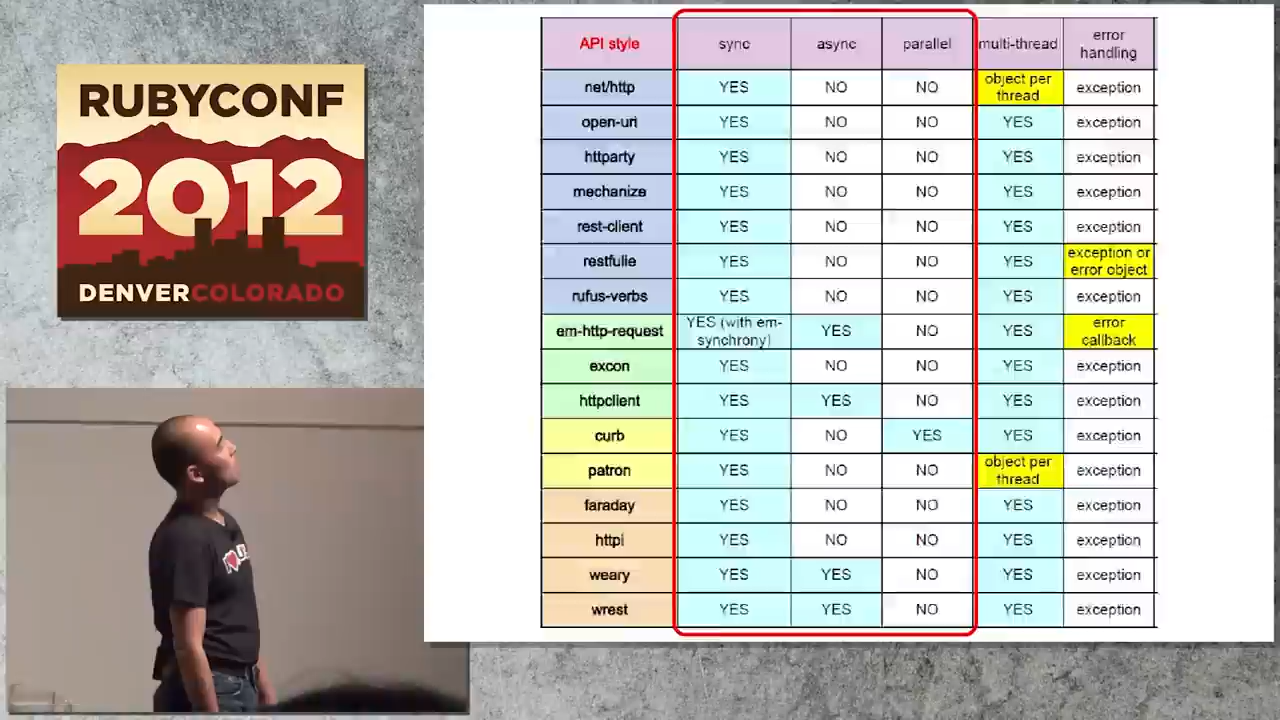 RUBYCONF
2012
DENVERCOLORADO
API style sync async parallel multi-thread error handling
net/http YES NO NO object per thread exception
open-uri YES NO NO YES exception
httparty YES NO NO YES exception
mechanize YES NO NO YES exception
rest-client YES NO NO YES exception
restfulie YES NO NO YES exception or error object
rufus-verbs YES NO NO YES exception
em-http-request YES (with em-synchrony) YES NO YES error callback
excon YES NO NO YES exception
httpclient YES YES NO YES exception
curb YES NO YES YES exception
patron YES NO NO object per thread exception
faraday YES NO NO YES exception
httpi YES NO NO YES exception
weary YES YES NO YES exception
wrest YES YES NO YES exception